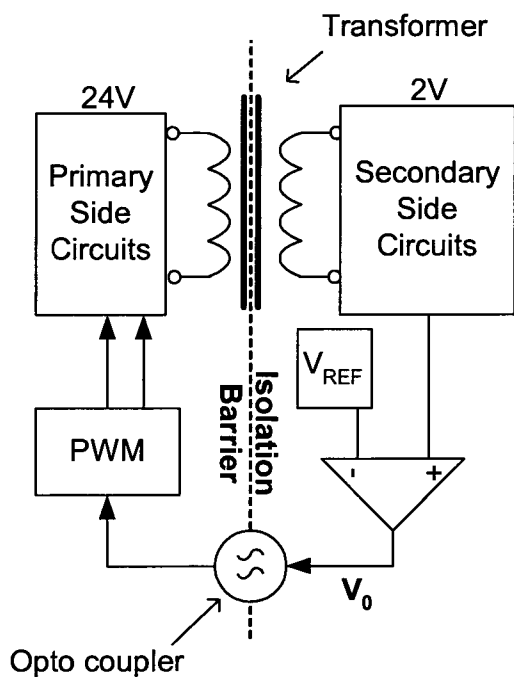 Transformer
24V
2V
Primary
Side
Circuits
Secondary
Side
Circuits
VREF
Isolation
Barrier
PWM
- +
V0
Opto coupler